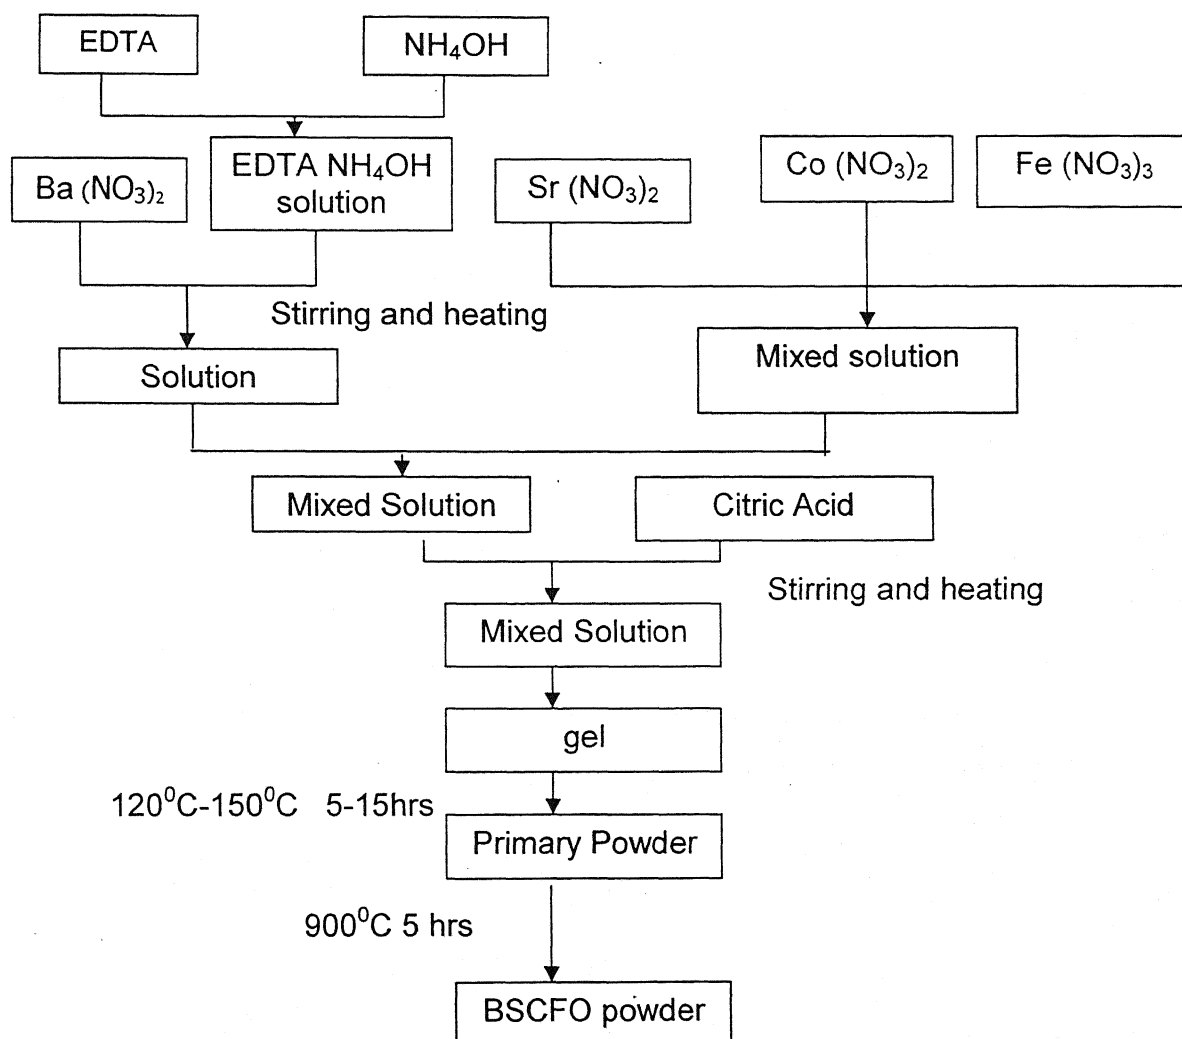 EDTA
NH₄OH
Ba (NO₃)₂
EDTA NH₄OH
solution
Sr (NO₃)₂
Co (NO₃)₂
Fe (NO₃)₃
Stirring and heating
Solution
Mixed solution
Mixed Solution
Citric Acid
Stirring and heating
Mixed Solution
gel
120⁰C-150⁰C 5-15hrs
Primary Powder
900⁰C 5 hrs
BSCFO powder